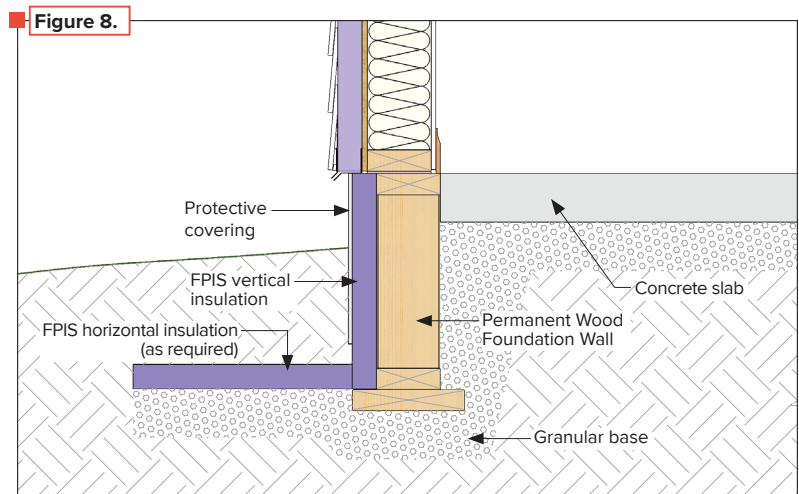 Figure 8.
Protective
covering
FPIS vertical
insulation
FPIS horizontal insulation
(as required)
Concrete slab
Permanent Wood
Foundation Wall
Granular base